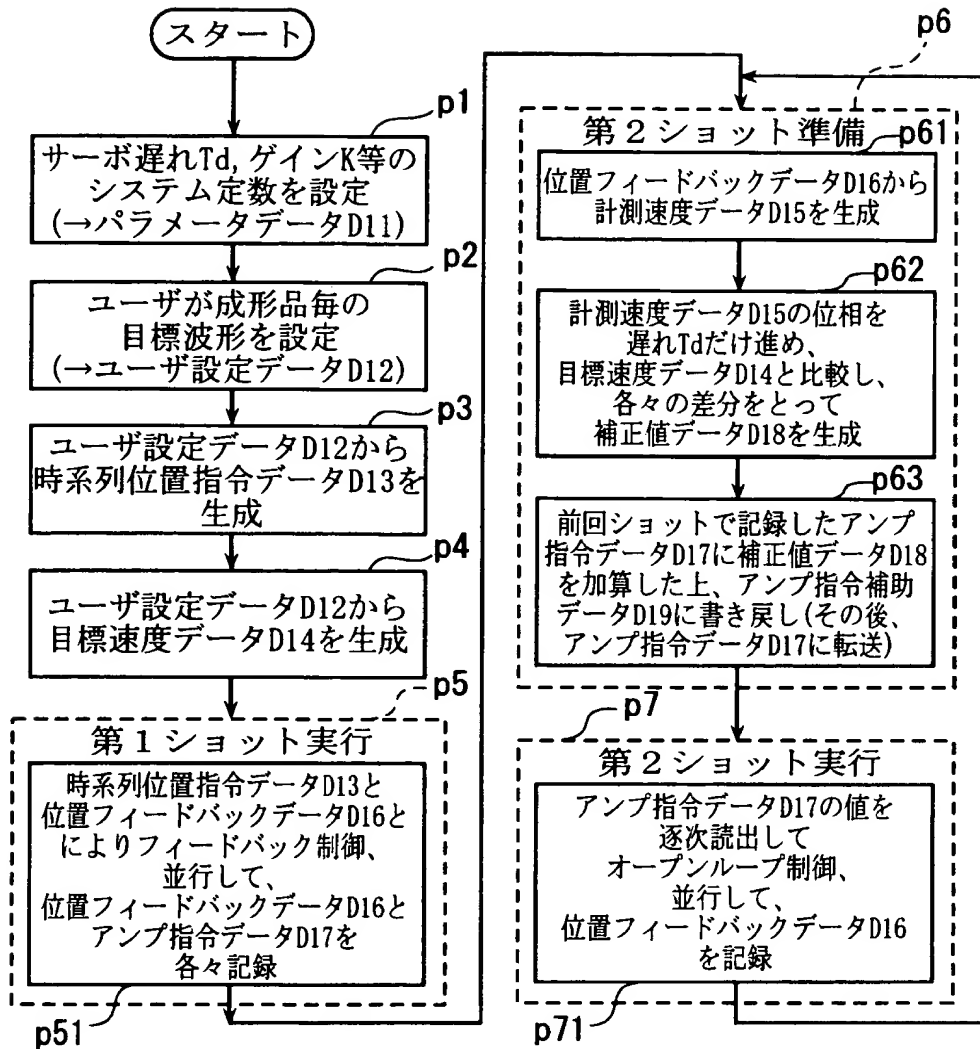 スタート
p1
サーボ遅れTd,ゲインK等の
システム定数を設定
(→パラメータデータD11)
p2
ユーザが成形品毎の
目標波形を設定
(→ユーザ設定データD12)
p3
ユーザ設定データD12から
時系列位置指令データD13を
生成
p4
ユーザ設定データD12から
目標速度データD14を生成
p5
第1ショット実行
時系列位置指令データD13と
位置フィードバックデータD16と
によりフィードバック制御、
並行して、
位置フィードバックデータD16と
アンプ指令データD17を
各々記録
p51
p6
第2ショット準備
p61
位置フィードバックデータD16から
計測速度データD15を生成
p62
計測速度データD15の位相を
遅れTdだけ進め、
目標速度データD14と比較し、
各々の差分をとって
補正値データD18を生成
p63
前回ショットで記録したアンプ
指令データD17に補正値データD18
を加算した上、アンプ指令補助
データD19に書き戻し(その後、
アンプ指令データD17に転送)
p7
第2ショット実行
アンプ指令データD17の値を
逐次読出して
オープンループ制御、
並行して、
位置フィードバックデータD16
を記録
p71